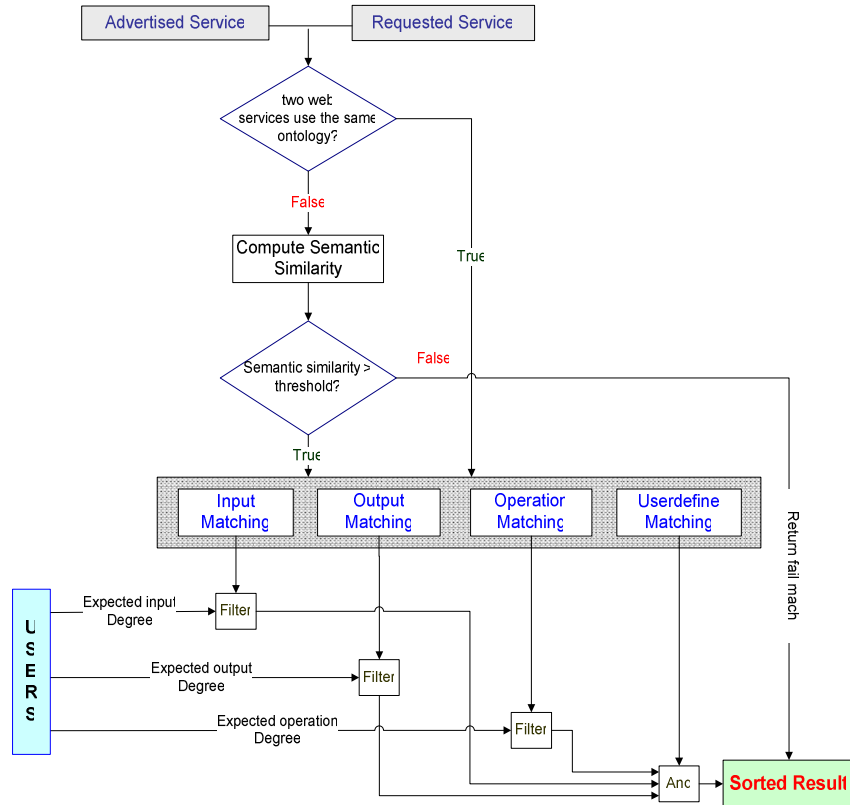 Advertised Service
Requested Service
two web
services use the same
ontology?
False
Compute Semantic
Similarity
True
Semantic similarity >
threshold?
False
True
Input
Matching
Output
Matching
Operation
Matching
Userdefine
Matching
Return fail mach
USERS
Expected input
Degree
Filter
Expected output
Degree
Filter
Expected operation
Degree
Filter
And
Sorted Result